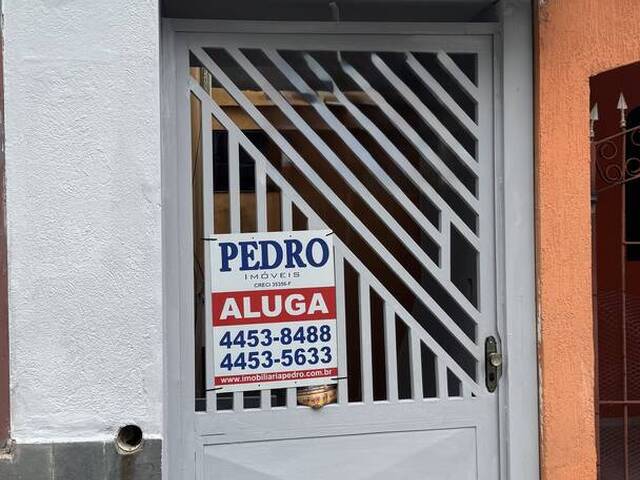 PEDRO
IMÓVEIS
CRECI 35356-F
ALUGA
4453-8488
4453-5633
www.imobiliariapedro.com.br